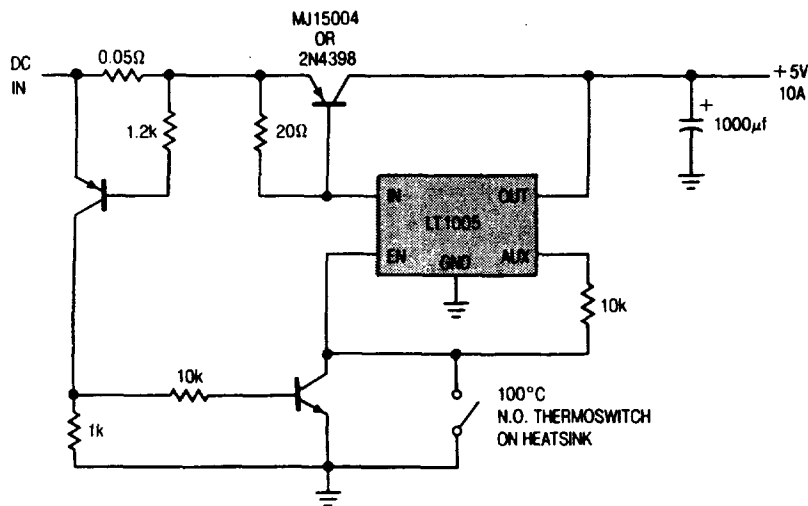 MJ15004
OR
2N4398
DC
IN
0.05Ω
1.2k
20Ω
+5V
10A
+
1000µf
IN
OUT
LT1005
EN
GND
AUX
10k
10k
1k
100°C
N.O. THERMOSWITCH
ON HEATSINK